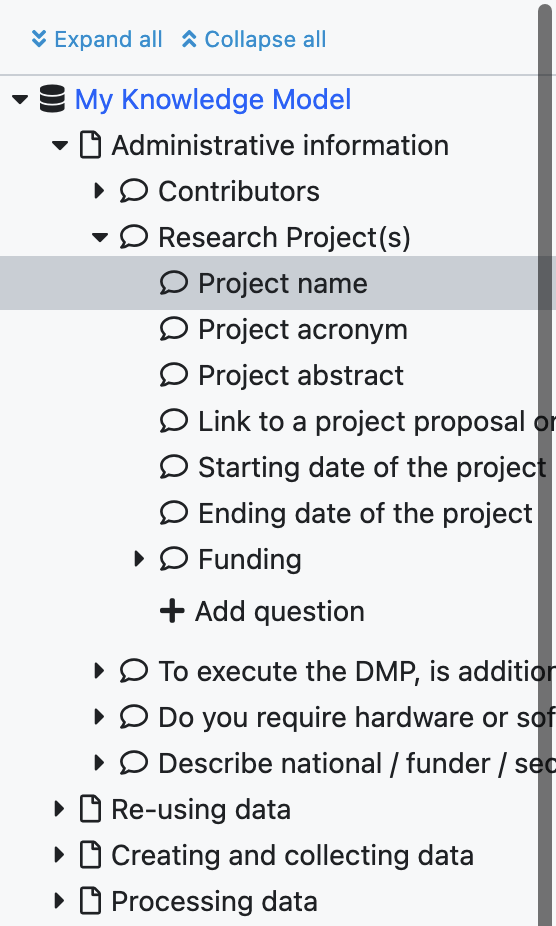 Expand all Collapse all
My Knowledge Model
Administrative information
Contributors
Research Project(s)
Project name
Project acronym
Project abstract
Link to a project proposal
Starting date of the project
Ending date of the project
Funding
Add question
To execute the DMP, is
Do you require hardware or
Describe national / funder /
Re-using data
Creating and collecting data
Processing data